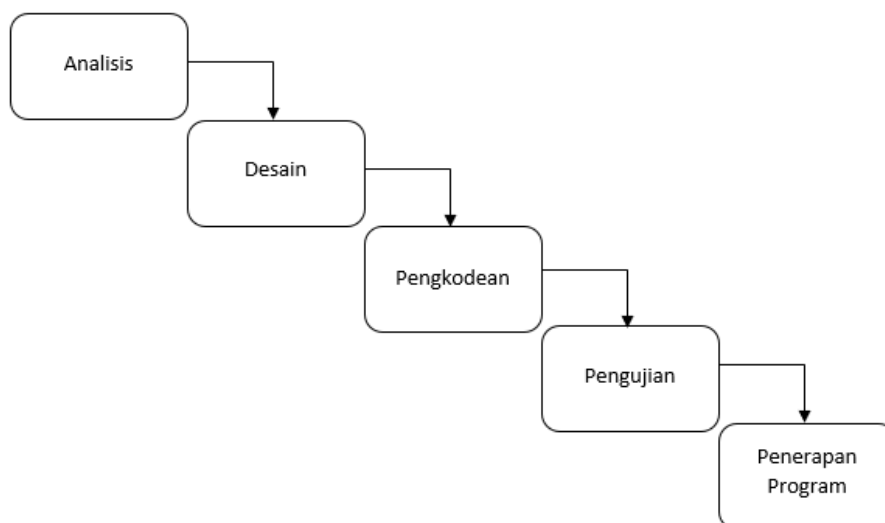 Analisis
Desain
Pengkodean
Pengujian
Penerapan
Program